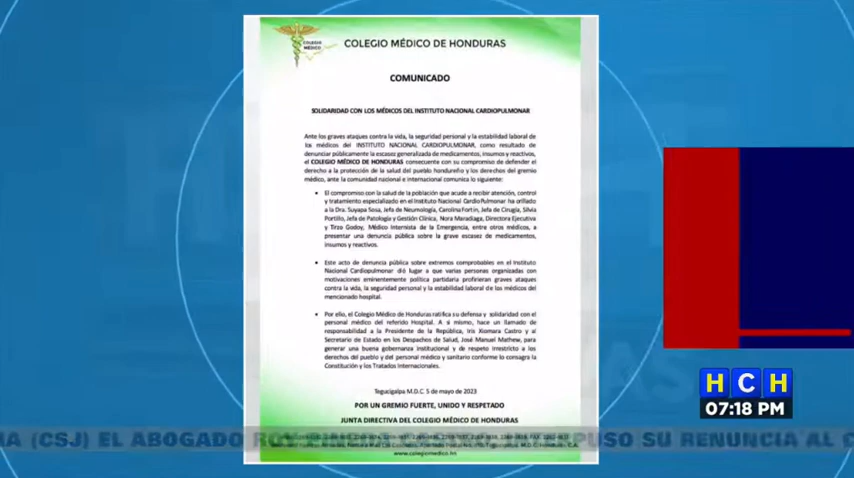 COLEGIO
MÉDICO
COLEGIO MÉDICO DE HONDURAS
COMUNICADO
SOLIDARIDAD CON LOS MÉDICOS DEL INSTITUTO NACIONAL CARDIOPULMONAR
Ante los graves ataques contra la vida, la seguridad personal y la estabilidad laboral de
los médicos del INSTITUTO NACIONAL CARDIOPULMONAR, como resultado de
denunciar públicamente la escasez generalizada de medicamentos, insumos y reactivos,
el COLEGIO MÉDICO DE HONDURAS consecuente con su compromiso de defender el
derecho a la protección de la salud del pueblo hondureño y los derechos del gremio
médico, ante la comunidad nacional e internacional comunica lo siguiente:
• El compromiso con la salud de la población que acude a recibir atención, control
y tratamiento especializado en el Instituto Nacional CardioPulmonar ha orillado
a la Dra. Suyapa Sosa, Jefa de Neumología, Carolina Fortín, Jefa de Cirugía, Silvia
Portillo, Jefa de Patología y Gestión Clínica, Nora Maradiaga, Directora Ejecutiva
y Tirza Godoy, Médico Internista de la Emergencia, entre otros médicos, a
presentar una denuncia pública sobre la grave escasez de medicamentos,
insumos y reactivos.
• Este acto de denuncia pública sobre extremos comprobables en el Instituto
Nacional Cardiopulmonar dió lugar a que varias personas organizadas con
motivaciones eminentemente política partidaria profirieran graves ataques
contra la vida, la seguridad personal y la estabilidad laboral de los médicos del
mencionado hospital.
• Por ello, el Colegio Médico de Honduras ratifica su defensa y solidaridad con el
personal médico del referido Hospital. A si mismo, hace un llamado de
responsabilidad a la Presidente de la República, Iris Xiomara Castro y al
Secretario de Estado en los Despachos de Salud, José Manuel Mathew, para
generar una buena gobernanza institucional y de respeto irrestricto a los
derechos del pueblo y del personal médico y sanitario conforme lo consagra la
Constitución y los Tratados Internacionales.
Tegucigalpa M.D.C. 5 de mayo de 2023
POR UN GREMIO FUERTE, UNIDO Y RESPETADO
JUNTA DIRECTIVA DEL COLEGIO MÉDICO DE HONDURAS
www.colegiomedico.hn
HCH
07:18 PM
(CSJ) EL ABOGADO PUSO SU RENUNCIA AL